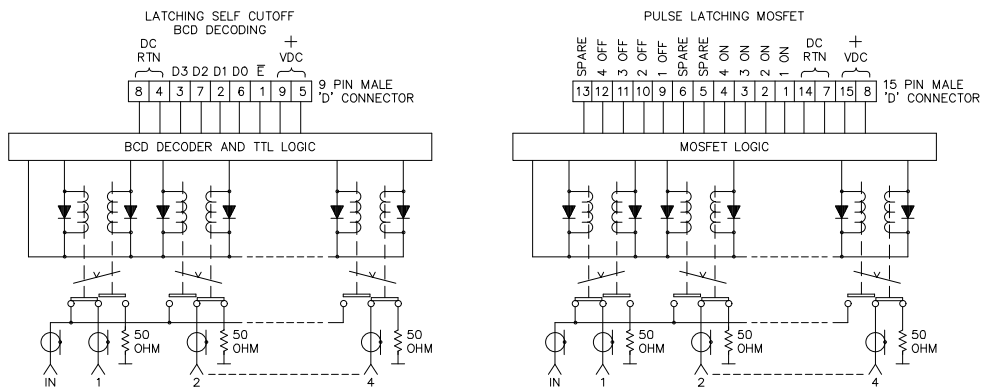 LATCHING SELF CUTOFF
BCD DECODING
DC
RTN
+
VDC
D3 D2 D1 D0 E̅
8 4 3 7 2 6 1 9 5
9 PIN MALE
'D' CONNECTOR
BCD DECODER AND TTL LOGIC
50
OHM
50
OHM
50
OHM
IN 1 2 4
PULSE LATCHING MOSFET
SPARE
4 OFF
3 OFF
2 OFF
1 OFF
SPARE
SPARE
4 ON
3 ON
2 ON
1 ON
DC
RTN
+
VDC
13 12 11 10 9 6 5 4 3 2 1 14 7 15 8
15 PIN MALE
'D' CONNECTOR
MOSFET LOGIC
50
OHM
50
OHM
50
OHM
IN 1 2 4